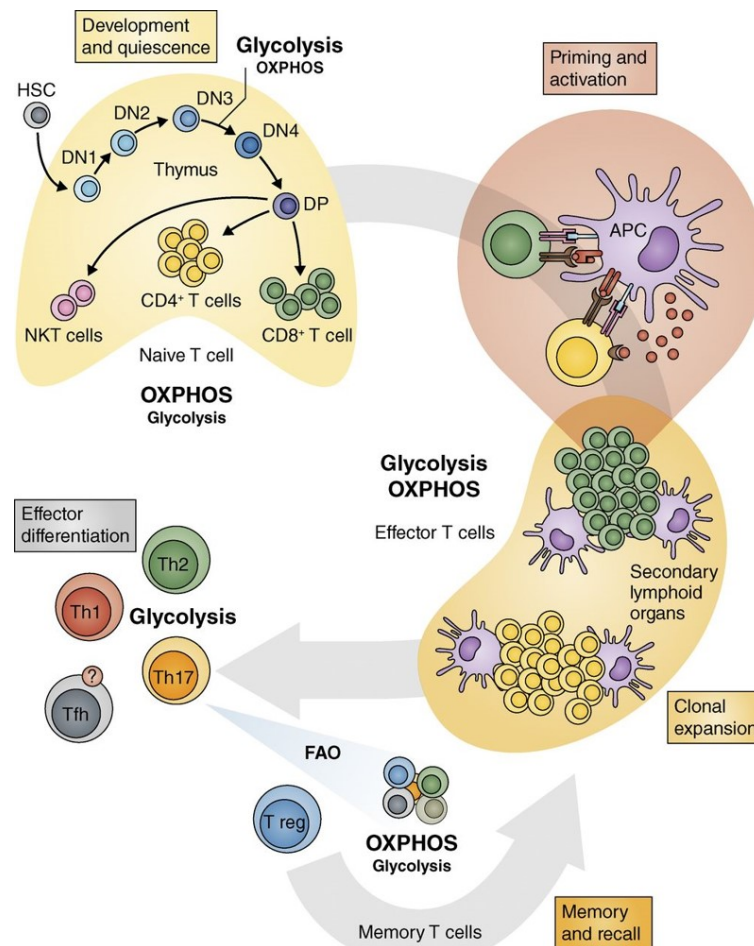 Development
and quiescence
Glycolysis
OXPHOS
HSC
DN1
DN2
DN3
DN4
Thymus
DP
NKT cells
CD4+ T cells
CD8+ T cell
Naive T cell
OXPHOS
Glycolysis
Priming and
activation
APC
Glycolysis
OXPHOS
Effector T cells
Secondary
lymphoid
organs
Clonal
expansion
Effector
differentiation
Th2
Th1
Glycolysis
Th17
?
Tfh
FAO
T reg
OXPHOS
Glycolysis
Memory T cells
Memory
and recall